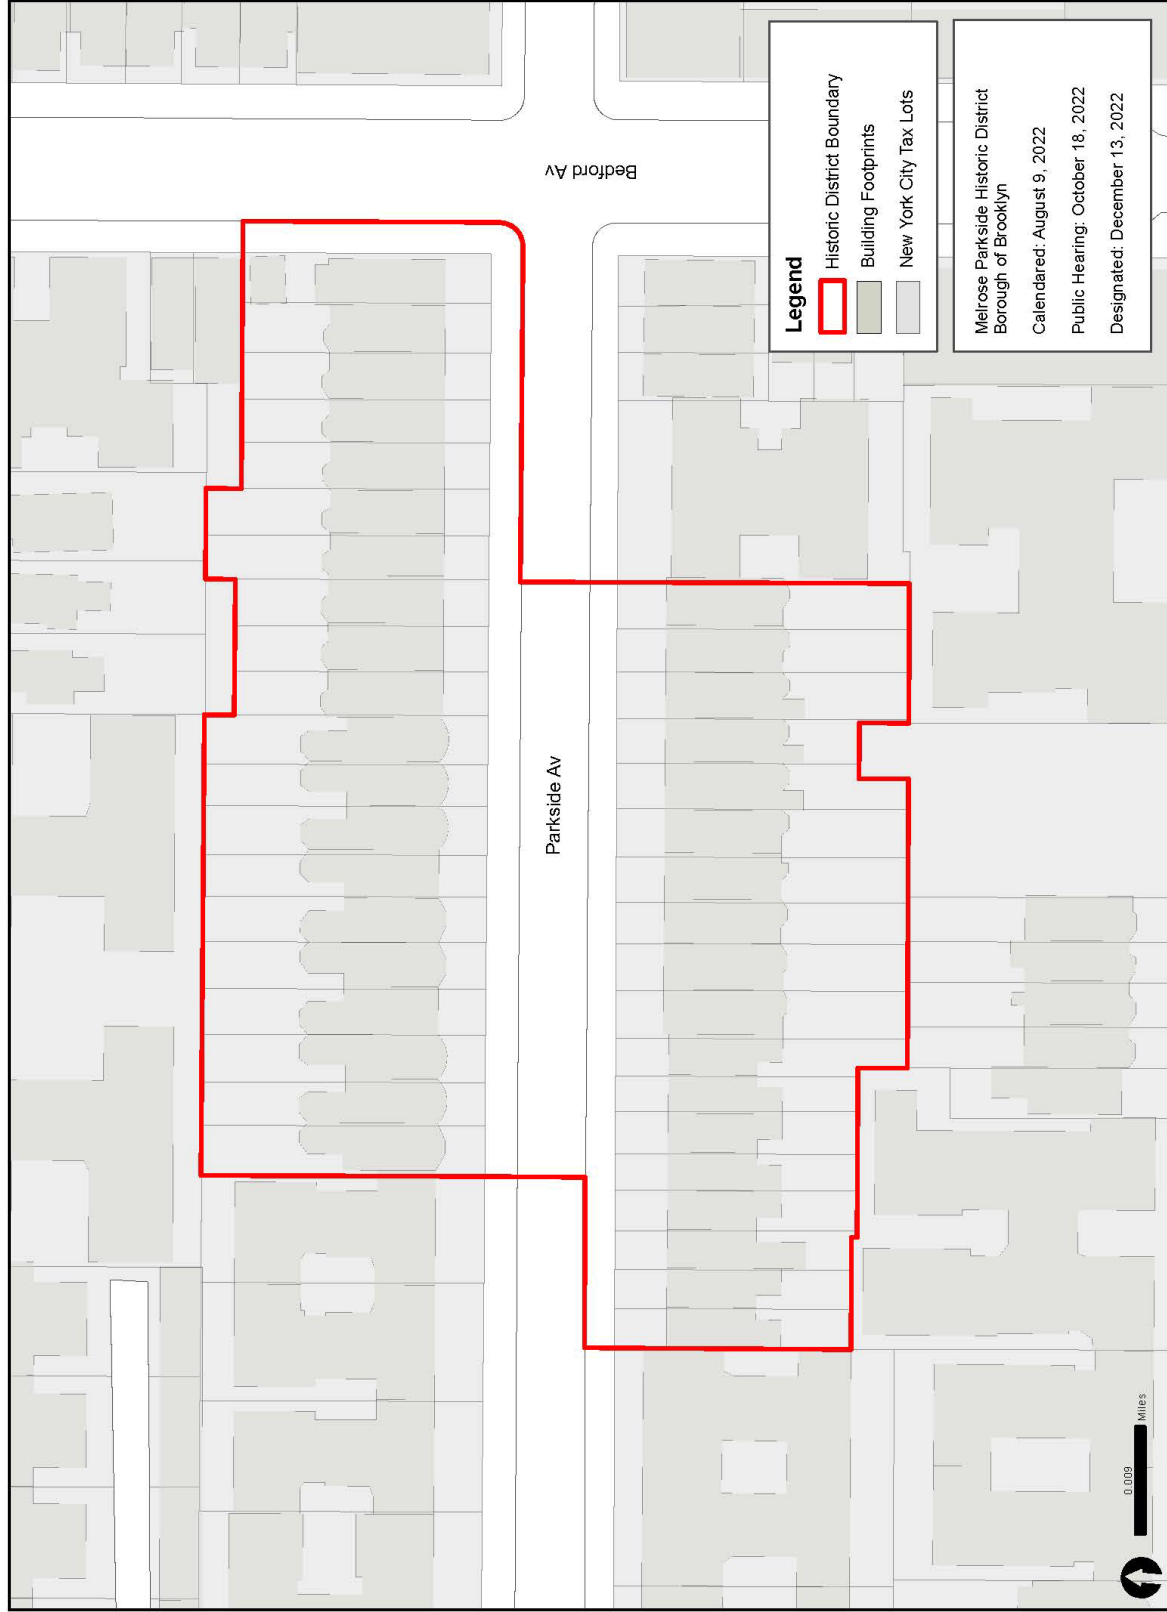 Bedford Av
Parkside Av
Legend
Historic District Boundary
Building Footprints
New York City Tax Lots
Melrose Parkside Historic District
Borough of Brooklyn
Calendared: August 9, 2022
Public Hearing: October 18, 2022
Designated: December 13, 2022
0.009
Miles